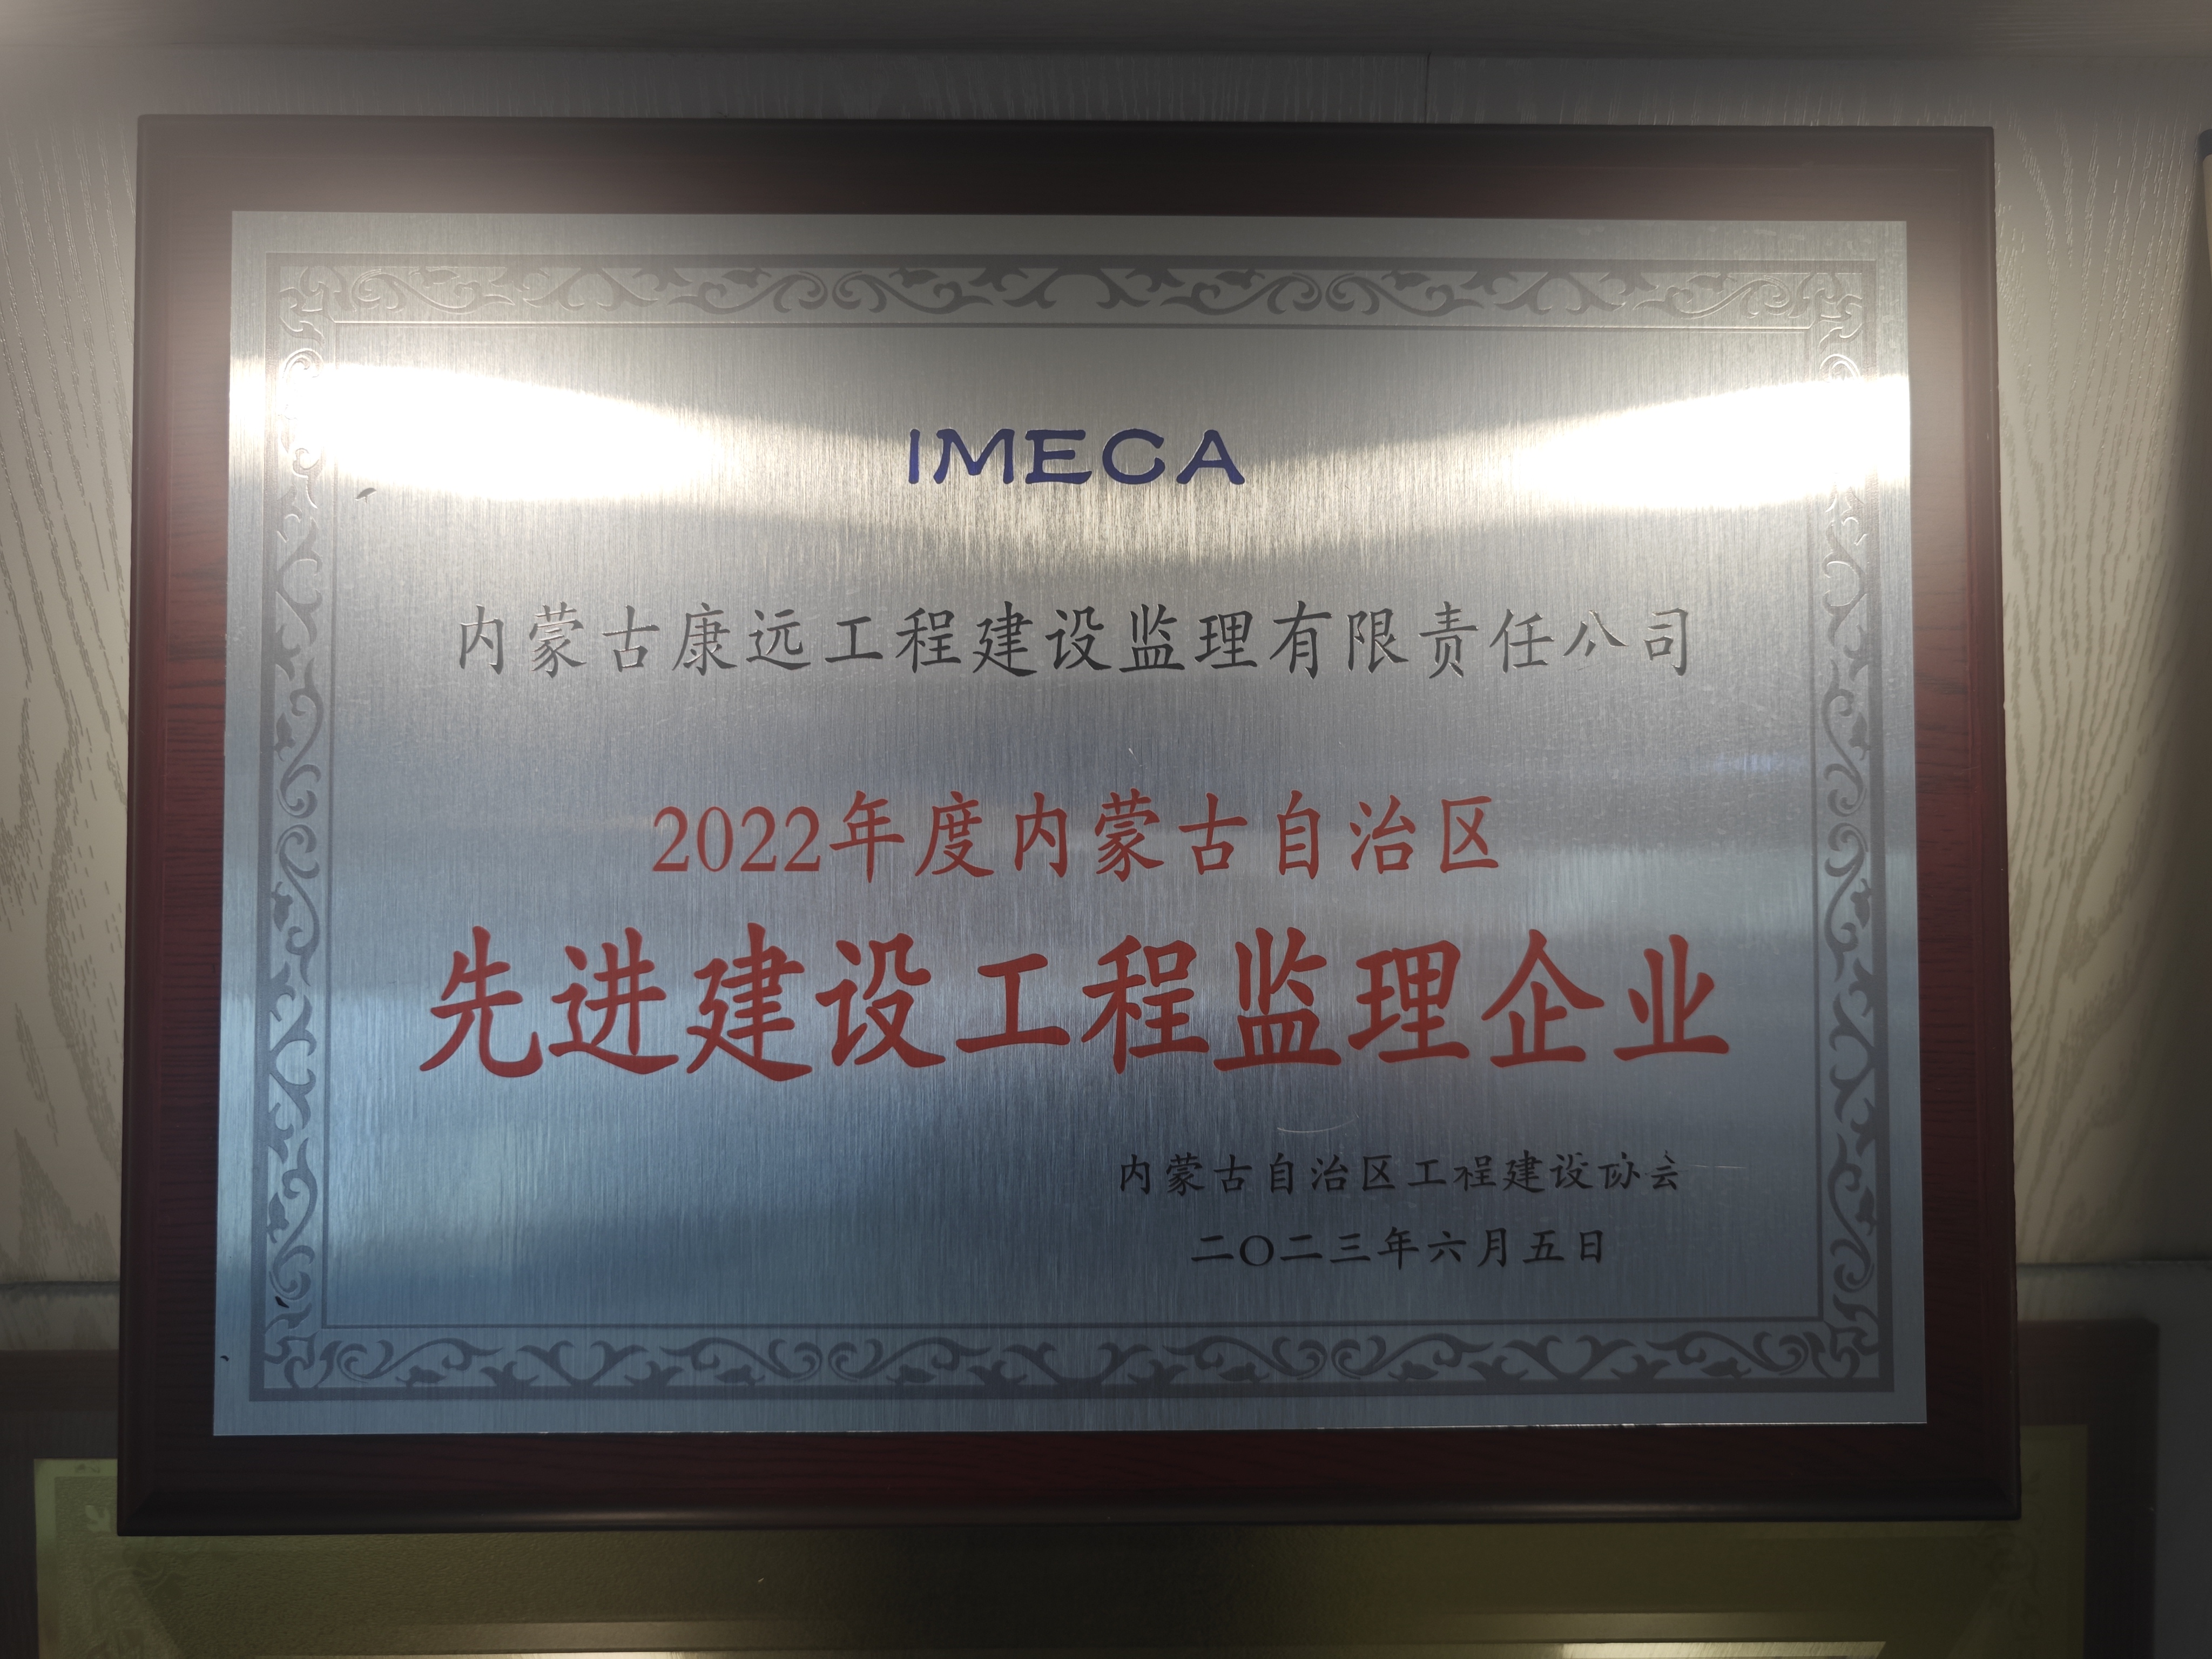 IMECA
内蒙古康远工程建设监理有限责任公司
2022年度内蒙古自治区
先进建设工程监理企业
内蒙古自治区工程建设协会
二〇二三年六月五日